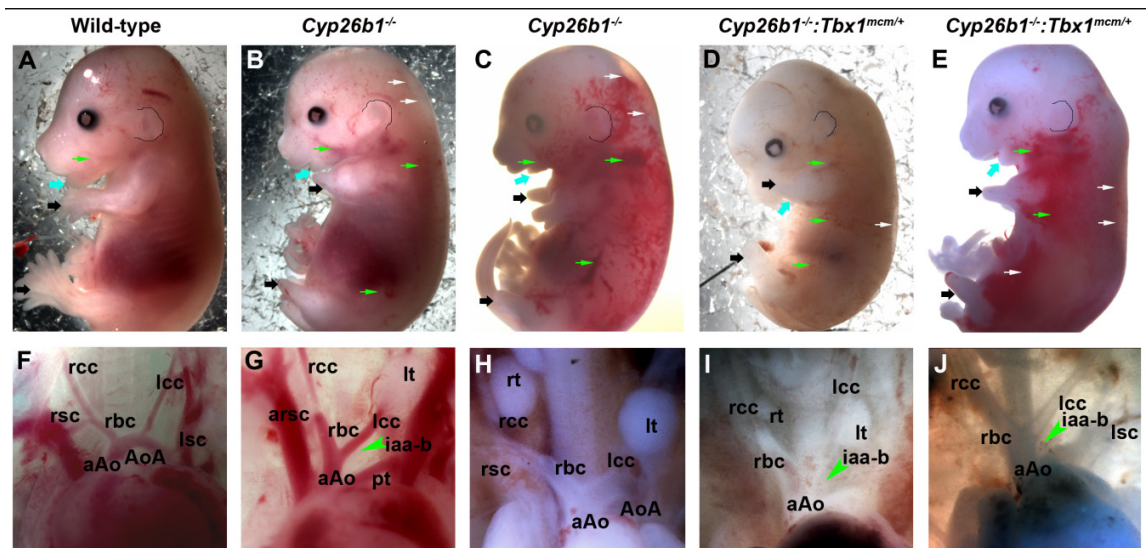 Wild-type Cyp26b1-/- Cyp26b1-/- Cyp26b1-/-:Tbx1mcm/+ Cyp26b1-/-:Tbx1mcm/+
A B C D E
F G H I J
rcc lcc rsc rbc lsc aAo AoA
rcc lt arsc lcc rbc iaa-b aAo pt
rt rcc lt lcc rsc rbc AoA aAo
rcc rt lcc lt rbc iaa-b aAo
rcc lcc iaa-b lsc rbc aAo